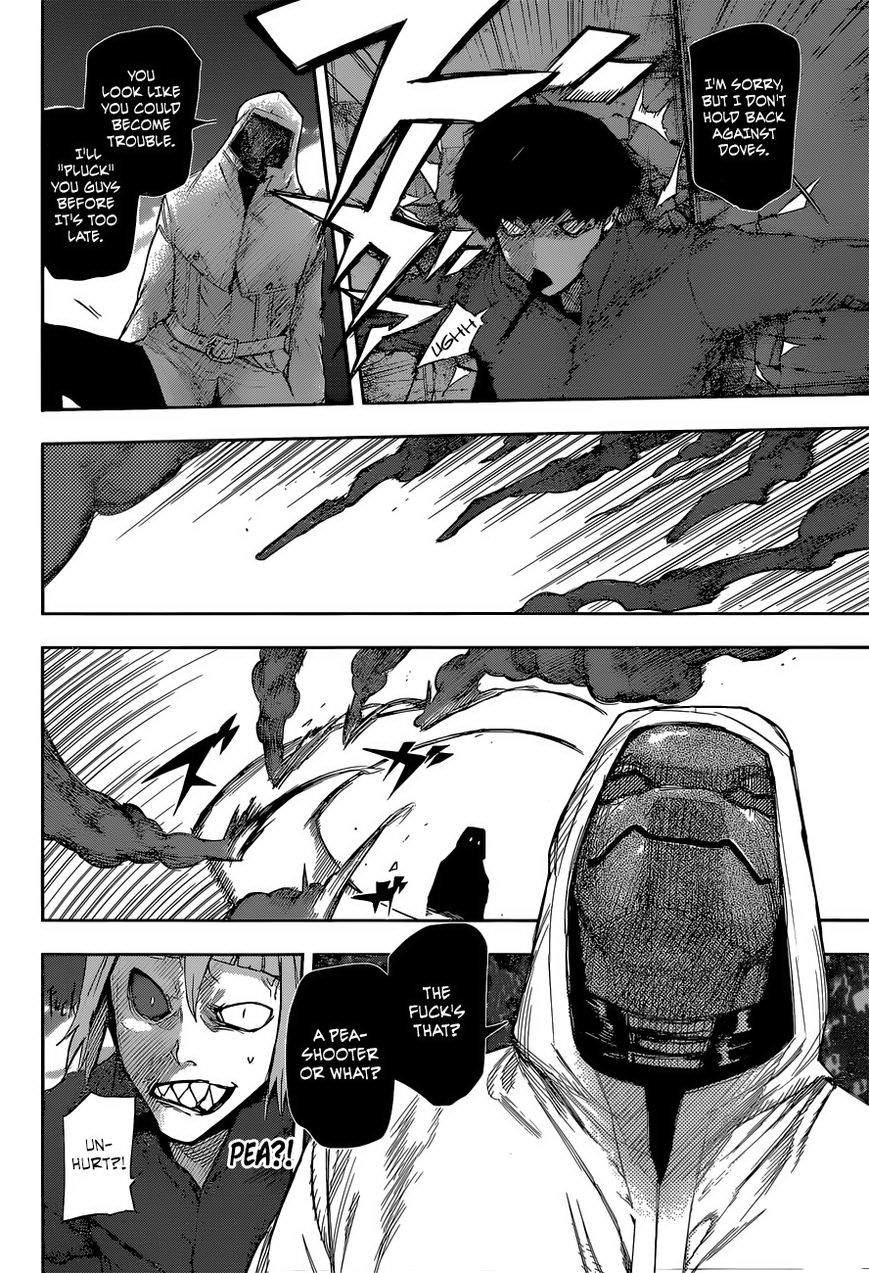 I'M SORRY,
BUT I DON'T
HOLD BACK
AGAINST
DOVES.
UGHH
YOU
LOOK LIKE
YOU COULD
BECOME
TROUBLE.
I'LL
"PLUCK"
YOU GUYS
BEFORE
IT'S TOO
LATE.
THE
FUCK'S
THAT?
A PEA-
SHOOTER
OR WHAT?
PEA?!
UN-
HURT?!